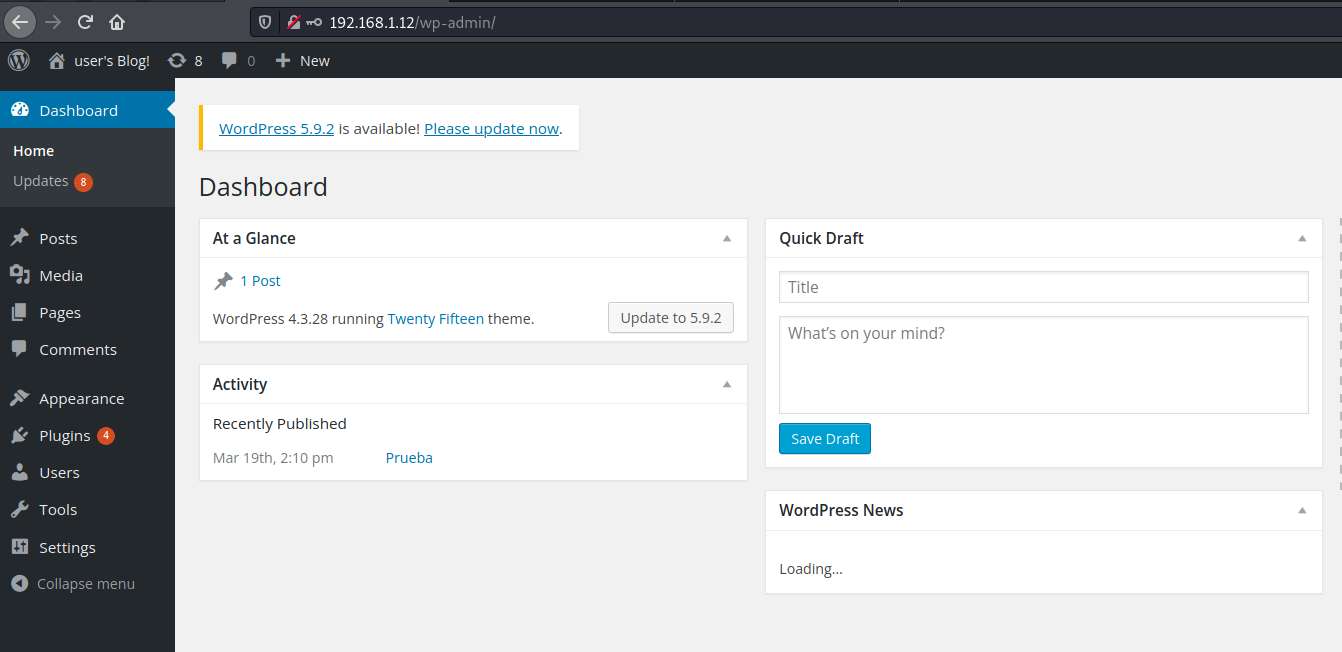 192.168.1.12/wp-admin/
user's Blog! 8 0 New
Dashboard
Home
Updates 8
Posts
Media
Pages
Comments
Appearance
Plugins 4
Users
Tools
Settings
Collapse menu
WordPress 5.9.2 is available! Please update now.
Dashboard
At a Glance
1 Post
WordPress 4.3.28 running Twenty Fifteen theme. Update to 5.9.2
Activity
Recently Published
Mar 19th, 2:10 pm Prueba
Quick Draft
Title
What's on your mind?
Save Draft
WordPress News
Loading...